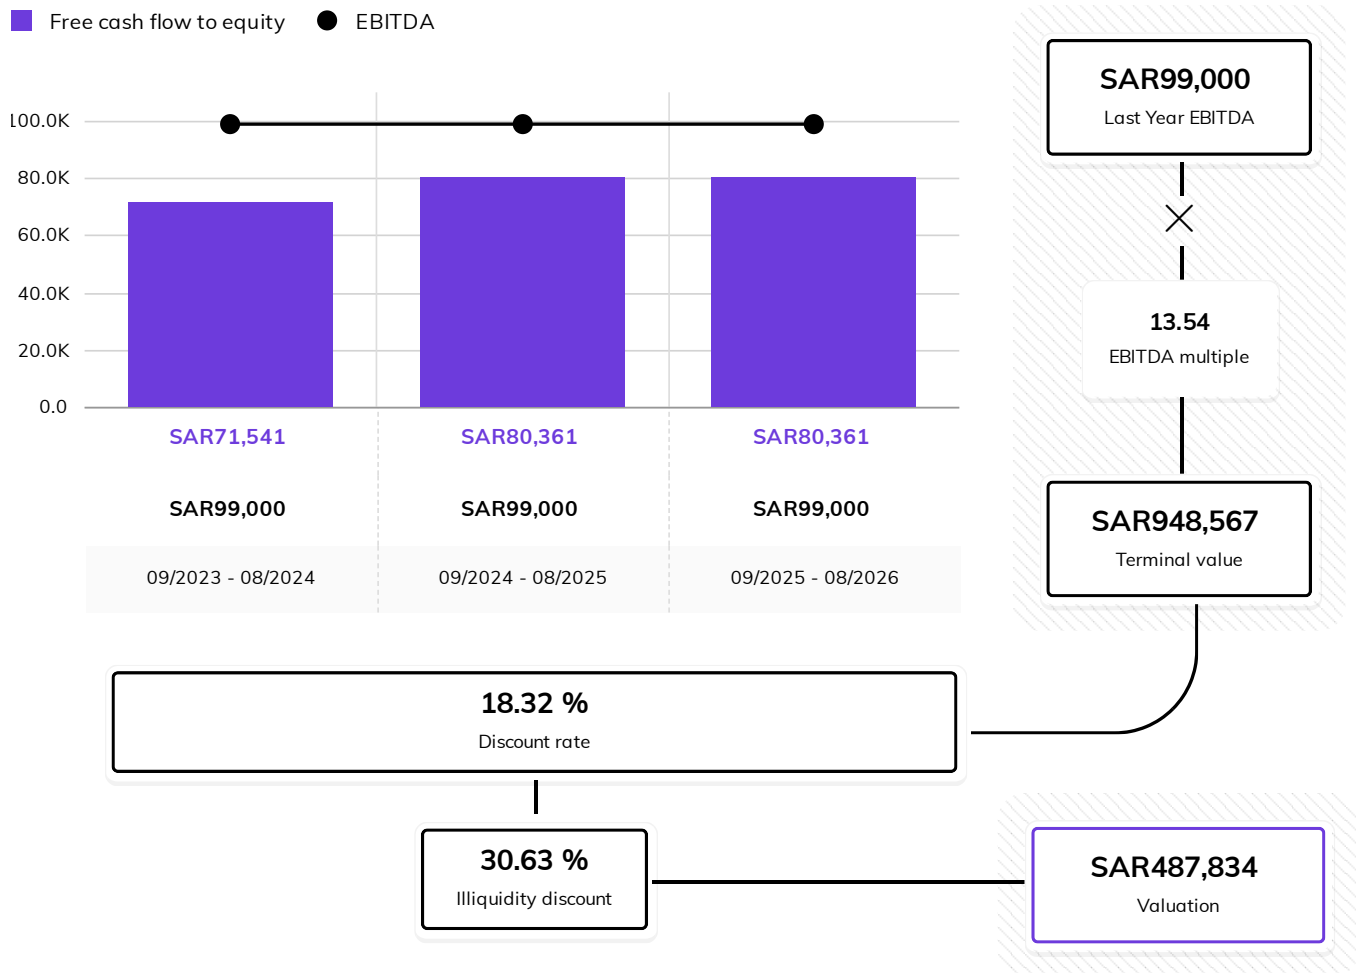 Free cash flow to equity
EBITDA
100.0K
80.0K
60.0K
40.0K
20.0K
0.0
SAR71,541
SAR80,361
SAR80,361
SAR99,000
SAR99,000
SAR99,000
09/2023 - 08/2024
09/2024 - 08/2025
09/2025 - 08/2026
SAR99,000
Last Year EBITDA
13.54
EBITDA multiple
SAR948,567
Terminal value
18.32 %
Discount rate
30.63 %
Illiquidity discount
SAR487,834
Valuation